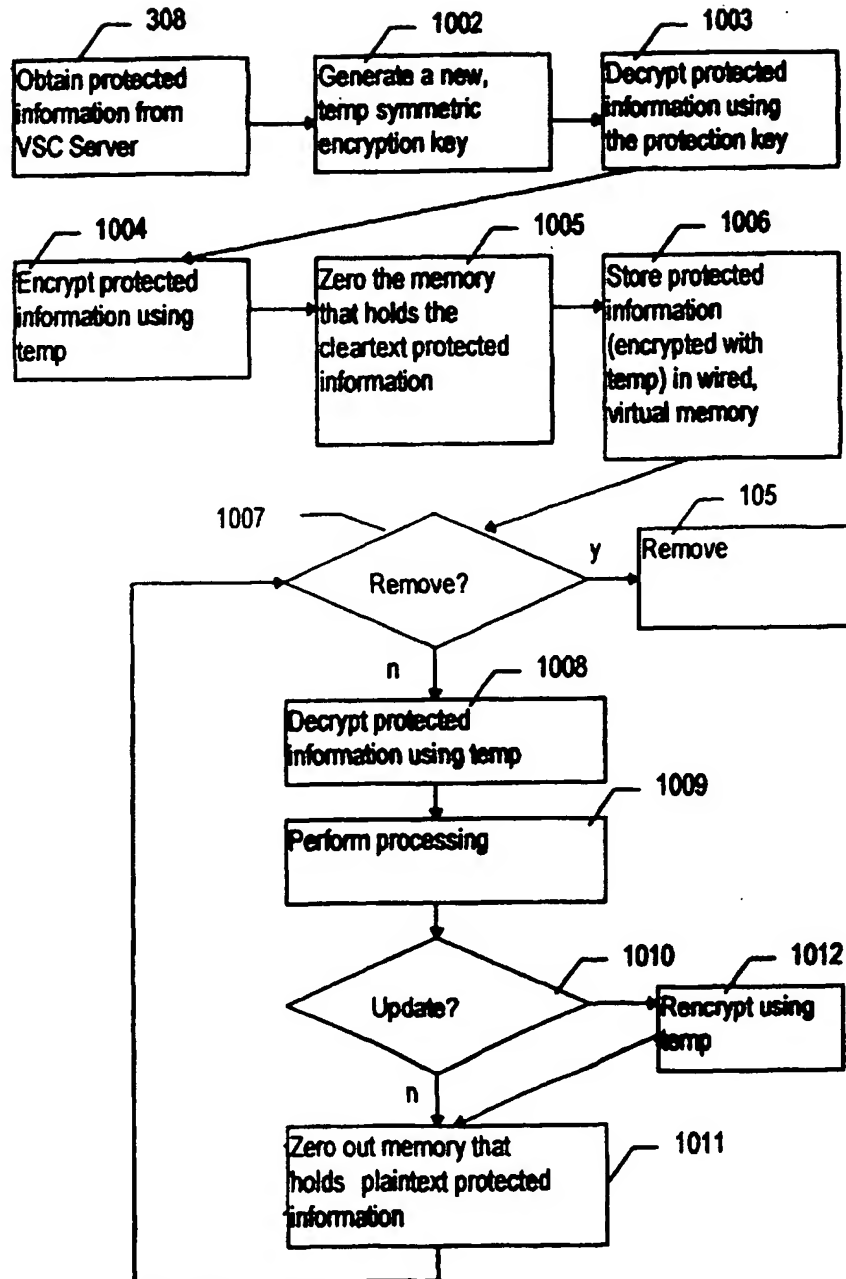 308
Obtain protected
information from
VSC Server
1002
Generate a new,
temp symmetric
encryption key
1003
Decrypt protected
information using
the protection key
1004
Encrypt protected
information using
temp
1005
Zero the memory
that holds the
cleartext protected
information
1006
Store protected
information
(encrypted with
temp) in wired,
virtual memory
1007
Remove?
y
105
Remove
n
1008
Decrypt protected
information using temp
1009
Perform processing
1010
Update?
1012
Rencrypt using
temp
n
1011
Zero out memory that
holds plaintext protected
information